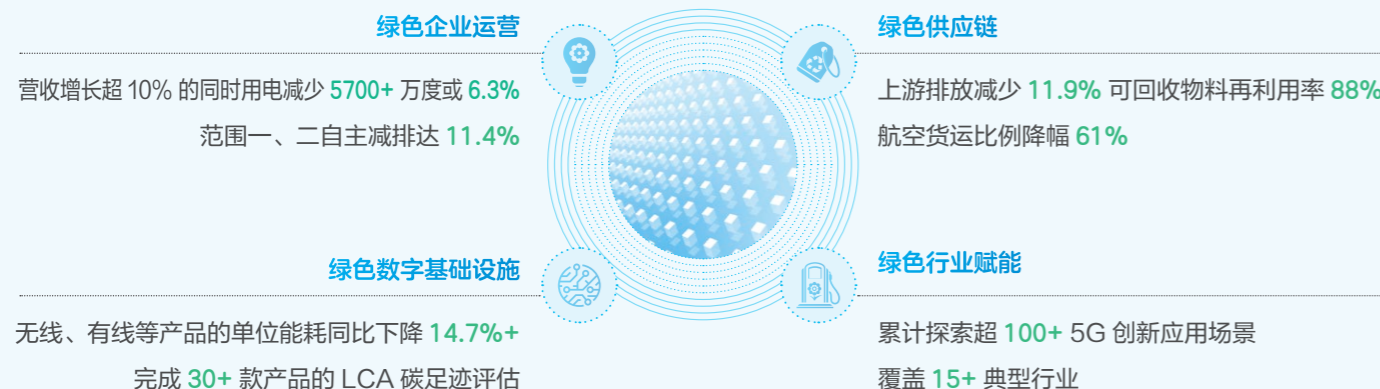 绿色企业运营
营收增长超 10% 的同时用电减少 5700+ 万度或 6.3%
范围一、二自主减排达 11.4%
绿色供应链
上游排放减少 11.9% 可回收物料再利用率 88%
航空货运比例降幅 61%
绿色数字基础设施
无线、有线等产品的单位能耗同比下降 14.7%+
完成 30+ 款产品的 LCA 碳足迹评估
绿色行业赋能
累计探索超 100+ 5G 创新应用场景
覆盖 15+ 典型行业